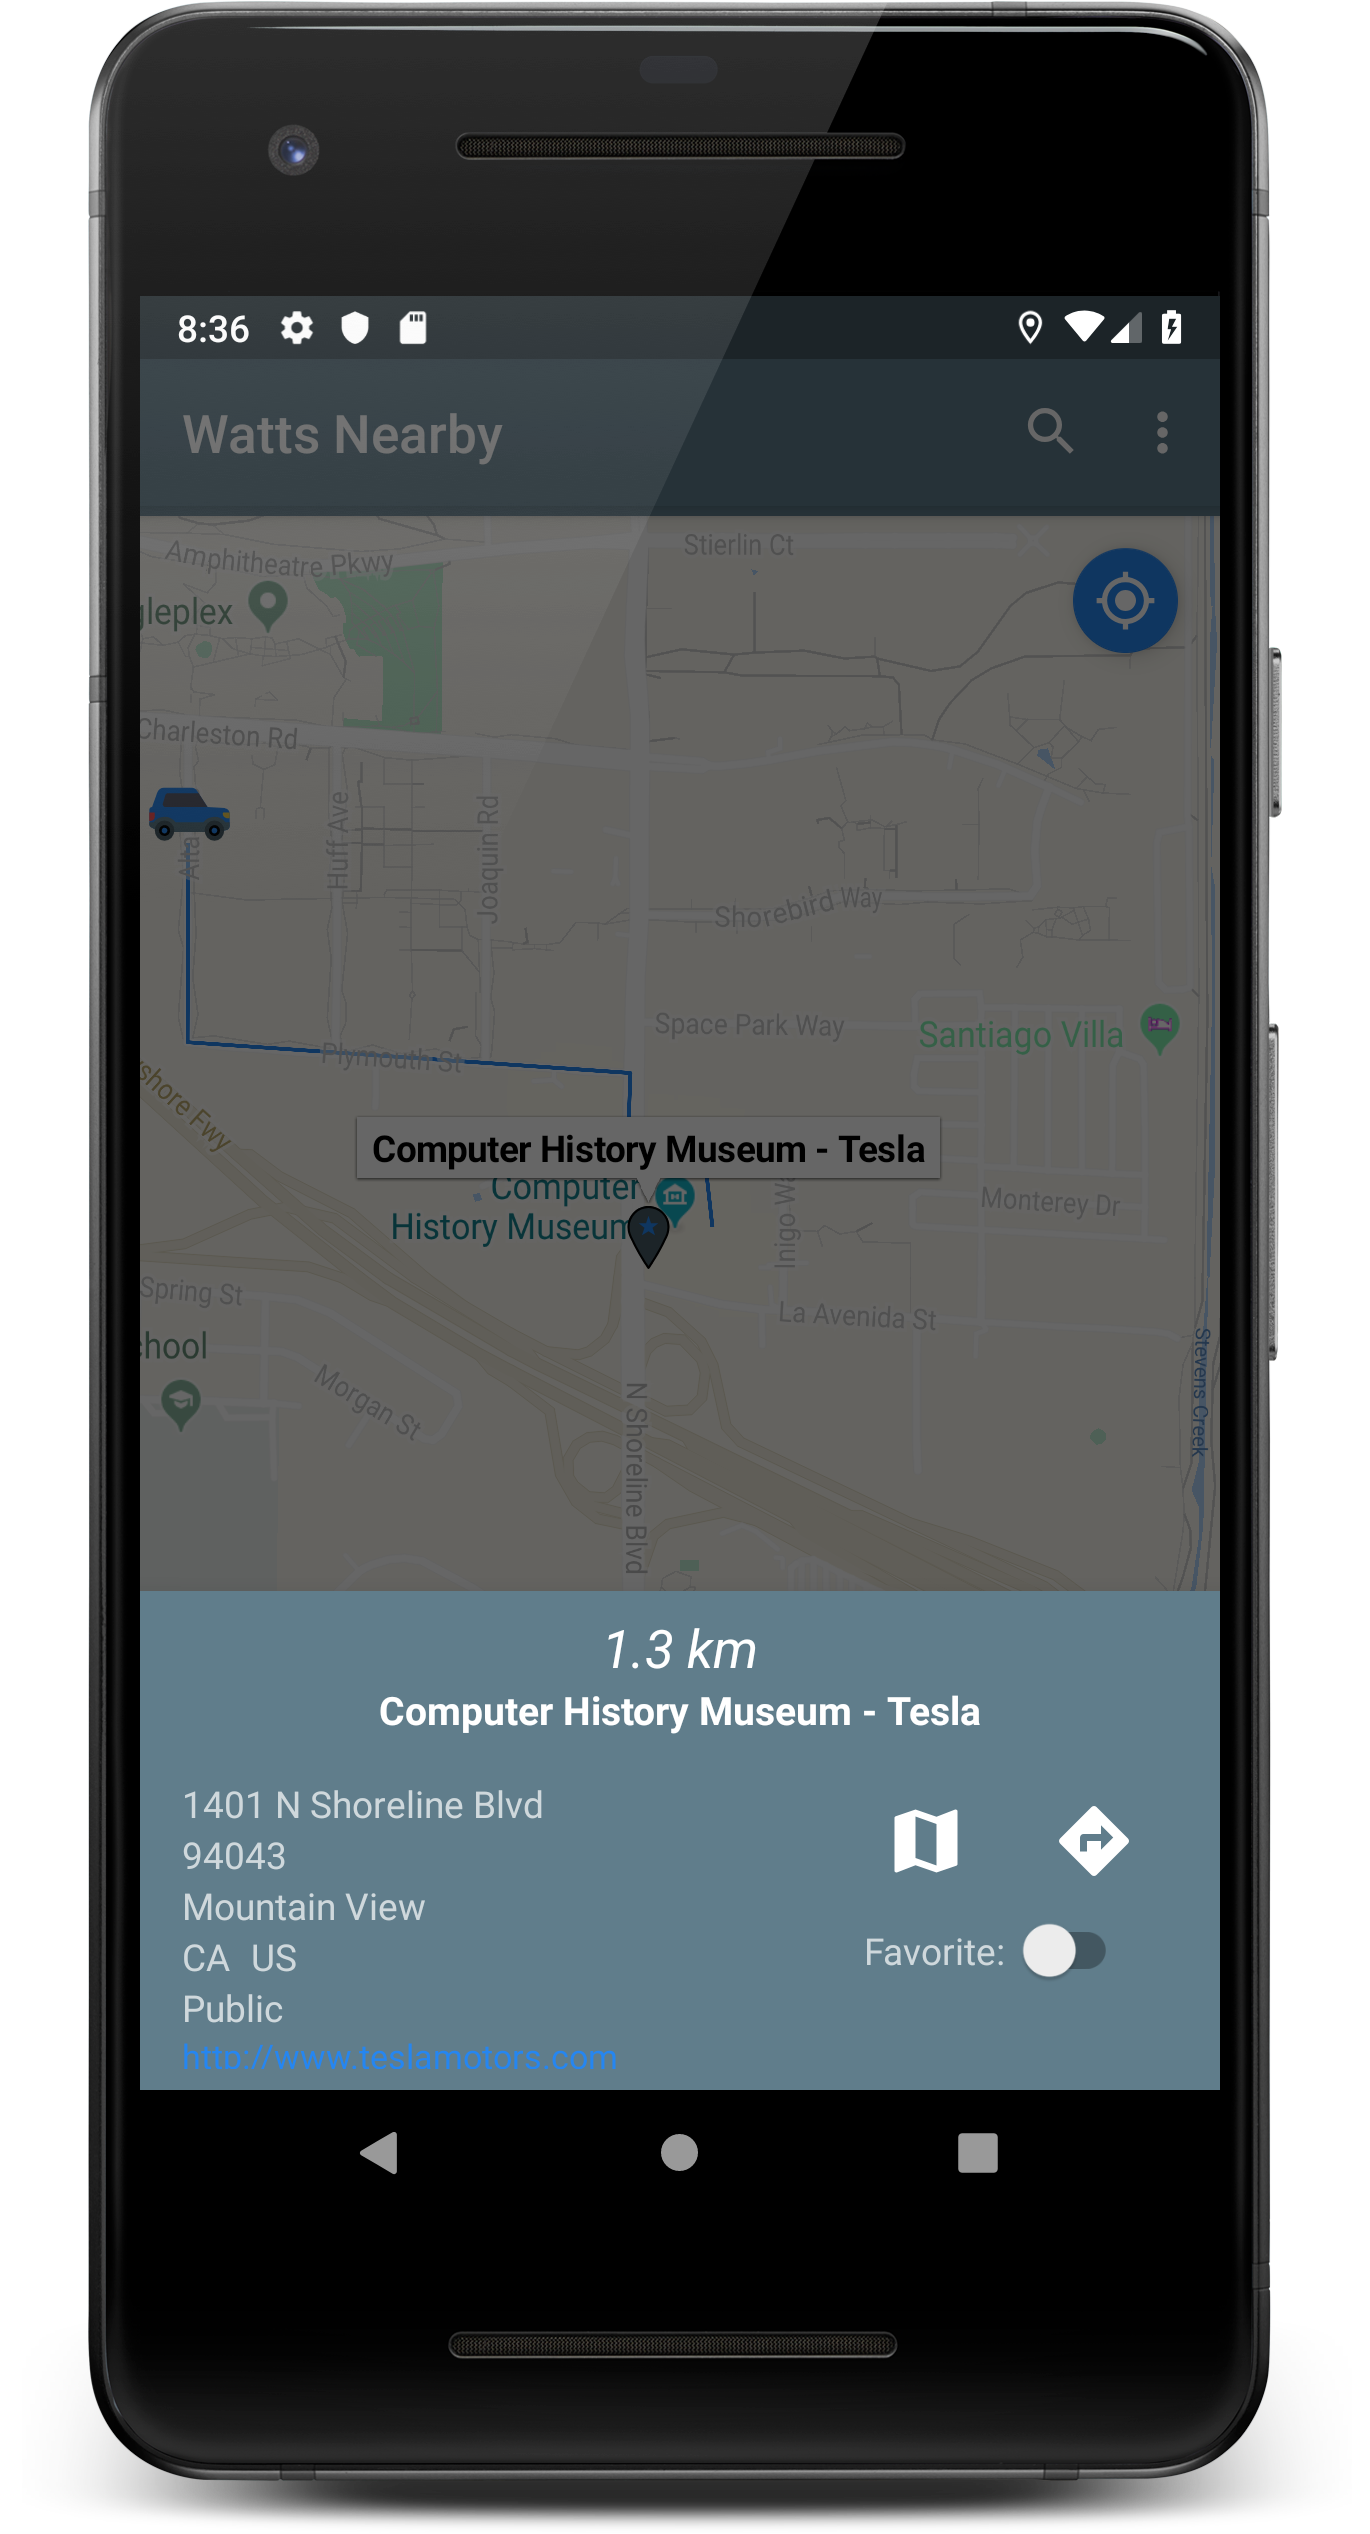 8:36
Watts Nearby
Amphitheatre Pkwy
Stierlin Ct
gleplex
Charleston Rd
Alta
Huff Ave
Joaquin Rd
Shorebird Way
Space Park Way
Santiago Villa
Plymouth St
shore Fwy
Computer History Museum - Tesla
Computer
History Museum
Inigo Wa
Monterey Dr
Spring St
La Avenida St
hool
Morgan St
N Shoreline Blvd
Stevens Creek
1.3 km
Computer History Museum - Tesla
1401 N Shoreline Blvd
94043
Mountain View
CA US
Favorite:
Public
http://www.teslamotors.com